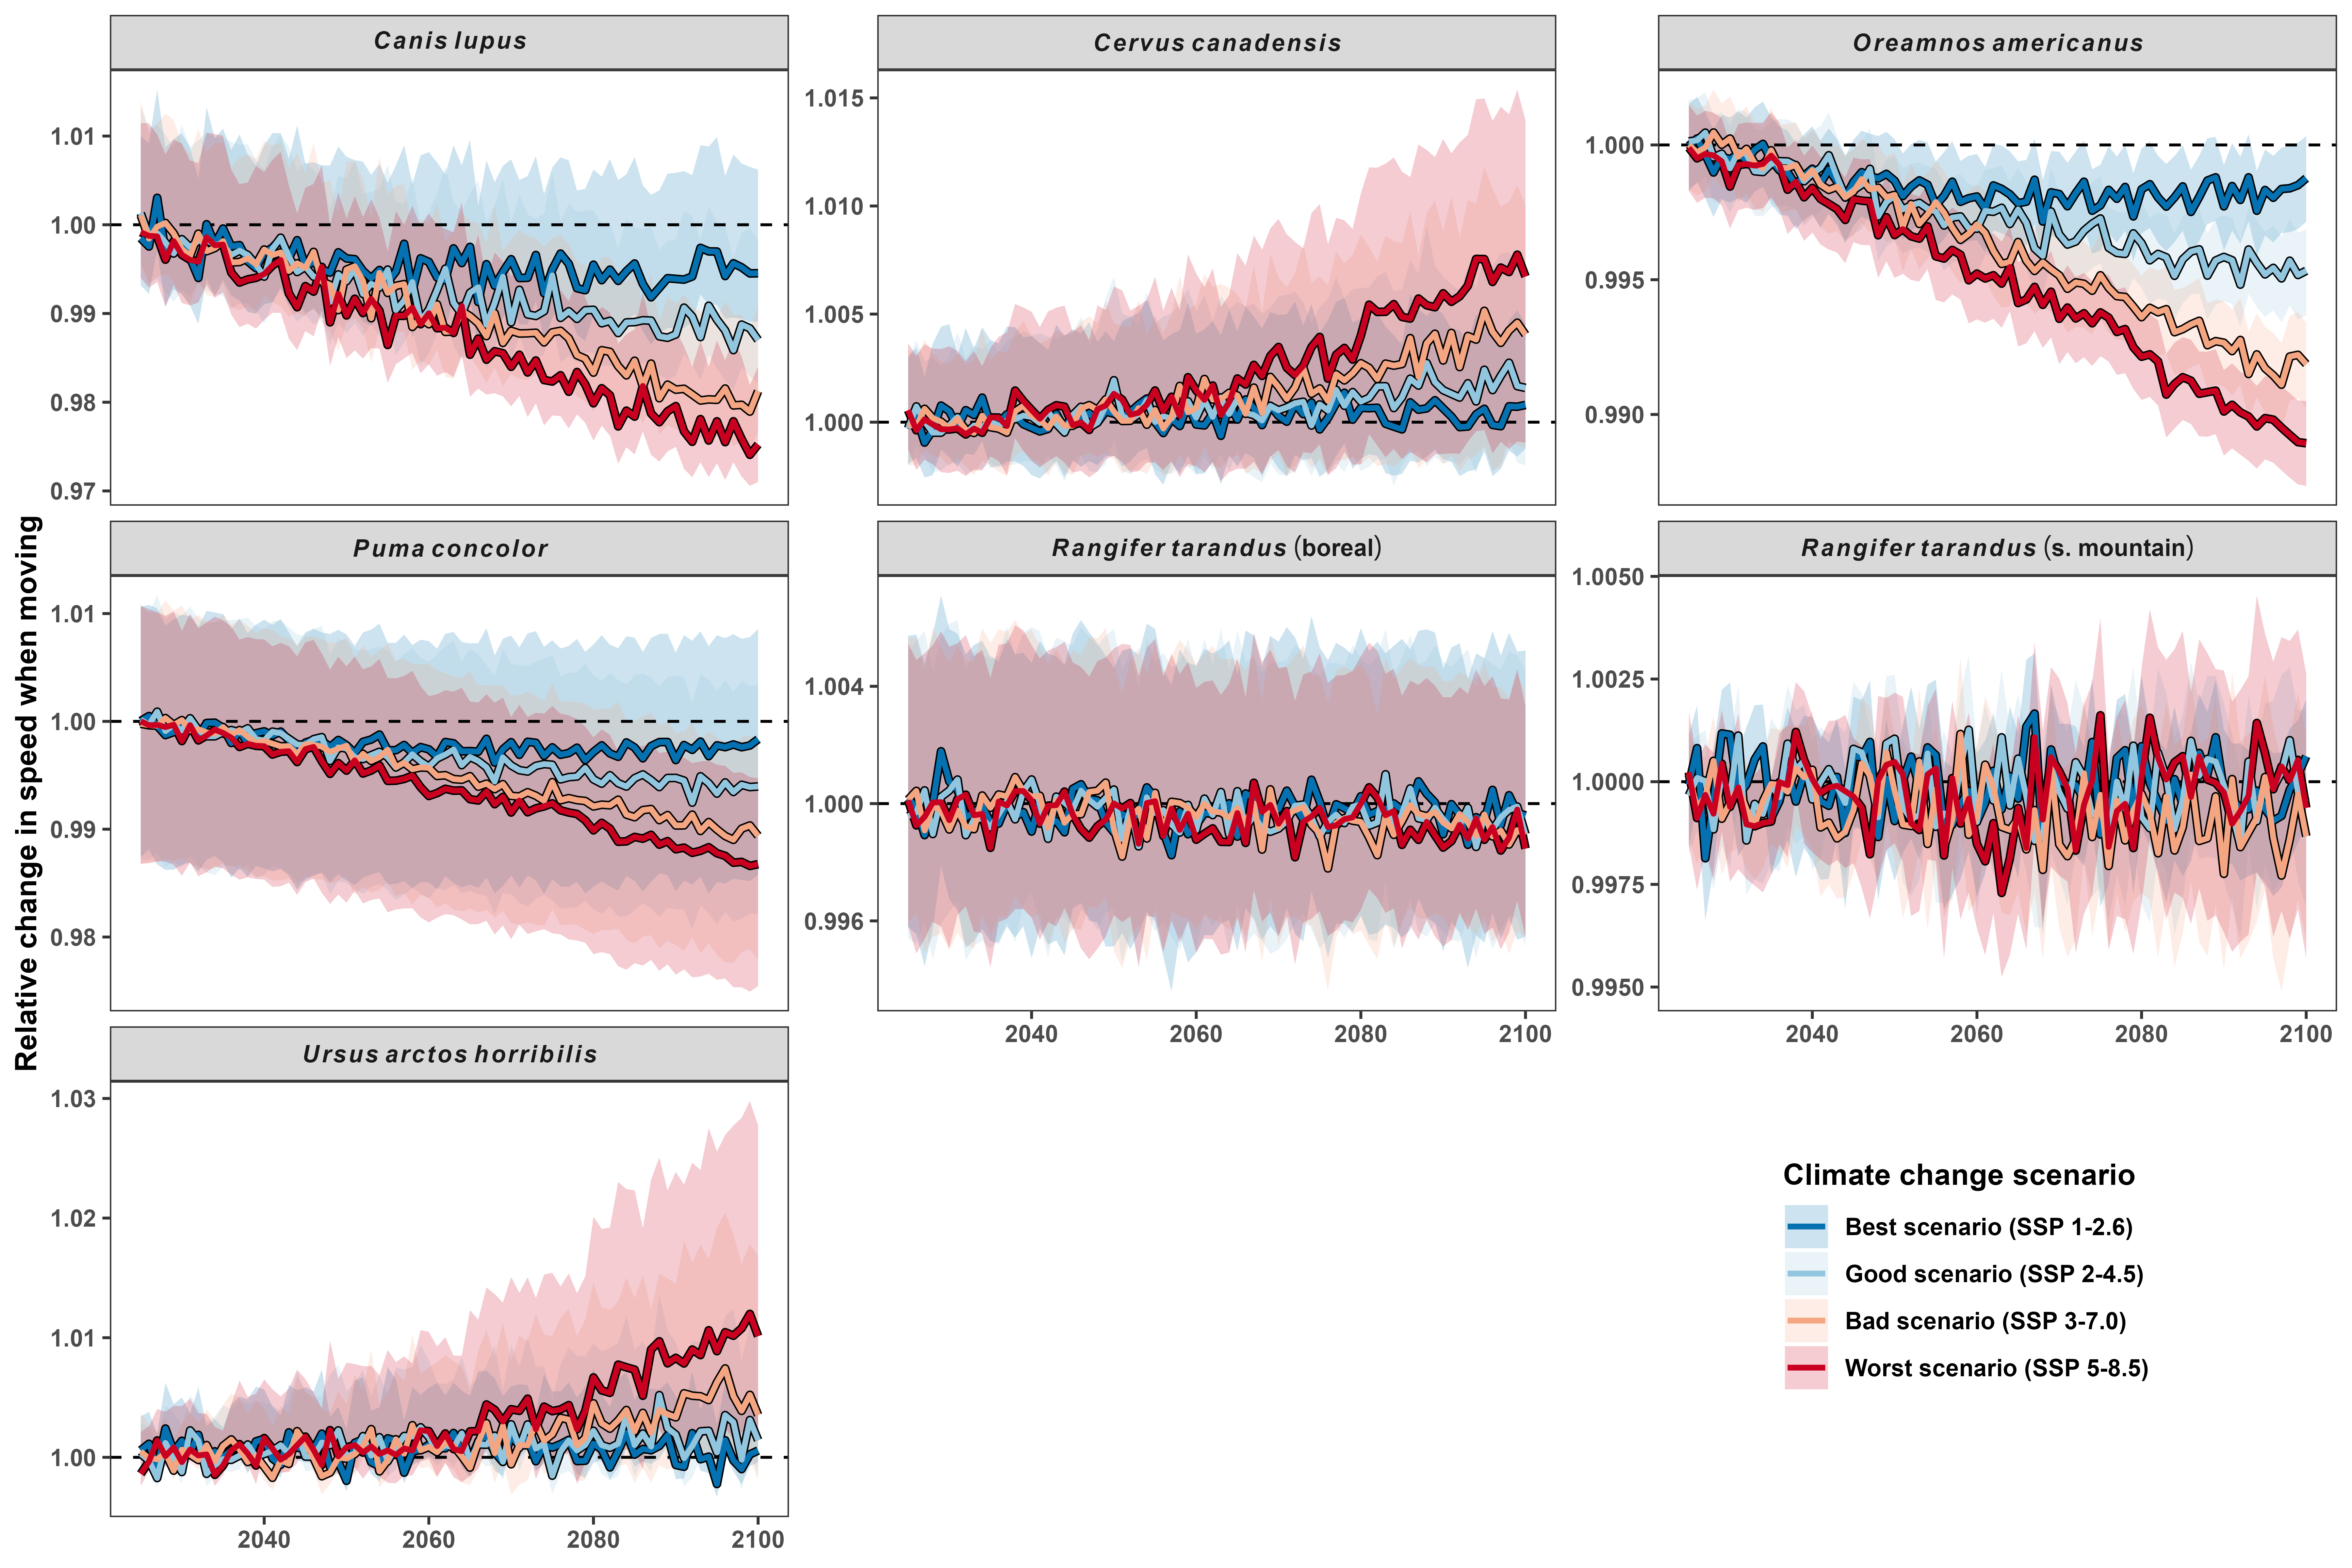 Canis lupus
Cervus canadensis
Oreamnos americanus
1.01
1.00
0.99
0.98
0.97
1.015
1.010
1.005
1.000
1.000
0.995
0.990
Relative change in speed when moving
Puma concolor
Rangifer tarandus (boreal)
Rangifer tarandus (s. mountain)
1.01
1.00
0.99
0.98
1.004
1.000
0.996
1.0050
1.0025
1.0000
0.9975
0.9950
2040 2060 2080 2100
2040 2060 2080 2100
Ursus arctos horribilis
1.03
1.02
1.01
1.00
2040 2060 2080 2100
Climate change scenario
Best scenario (SSP 1-2.6)
Good scenario (SSP 2-4.5)
Bad scenario (SSP 3-7.0)
Worst scenario (SSP 5-8.5)